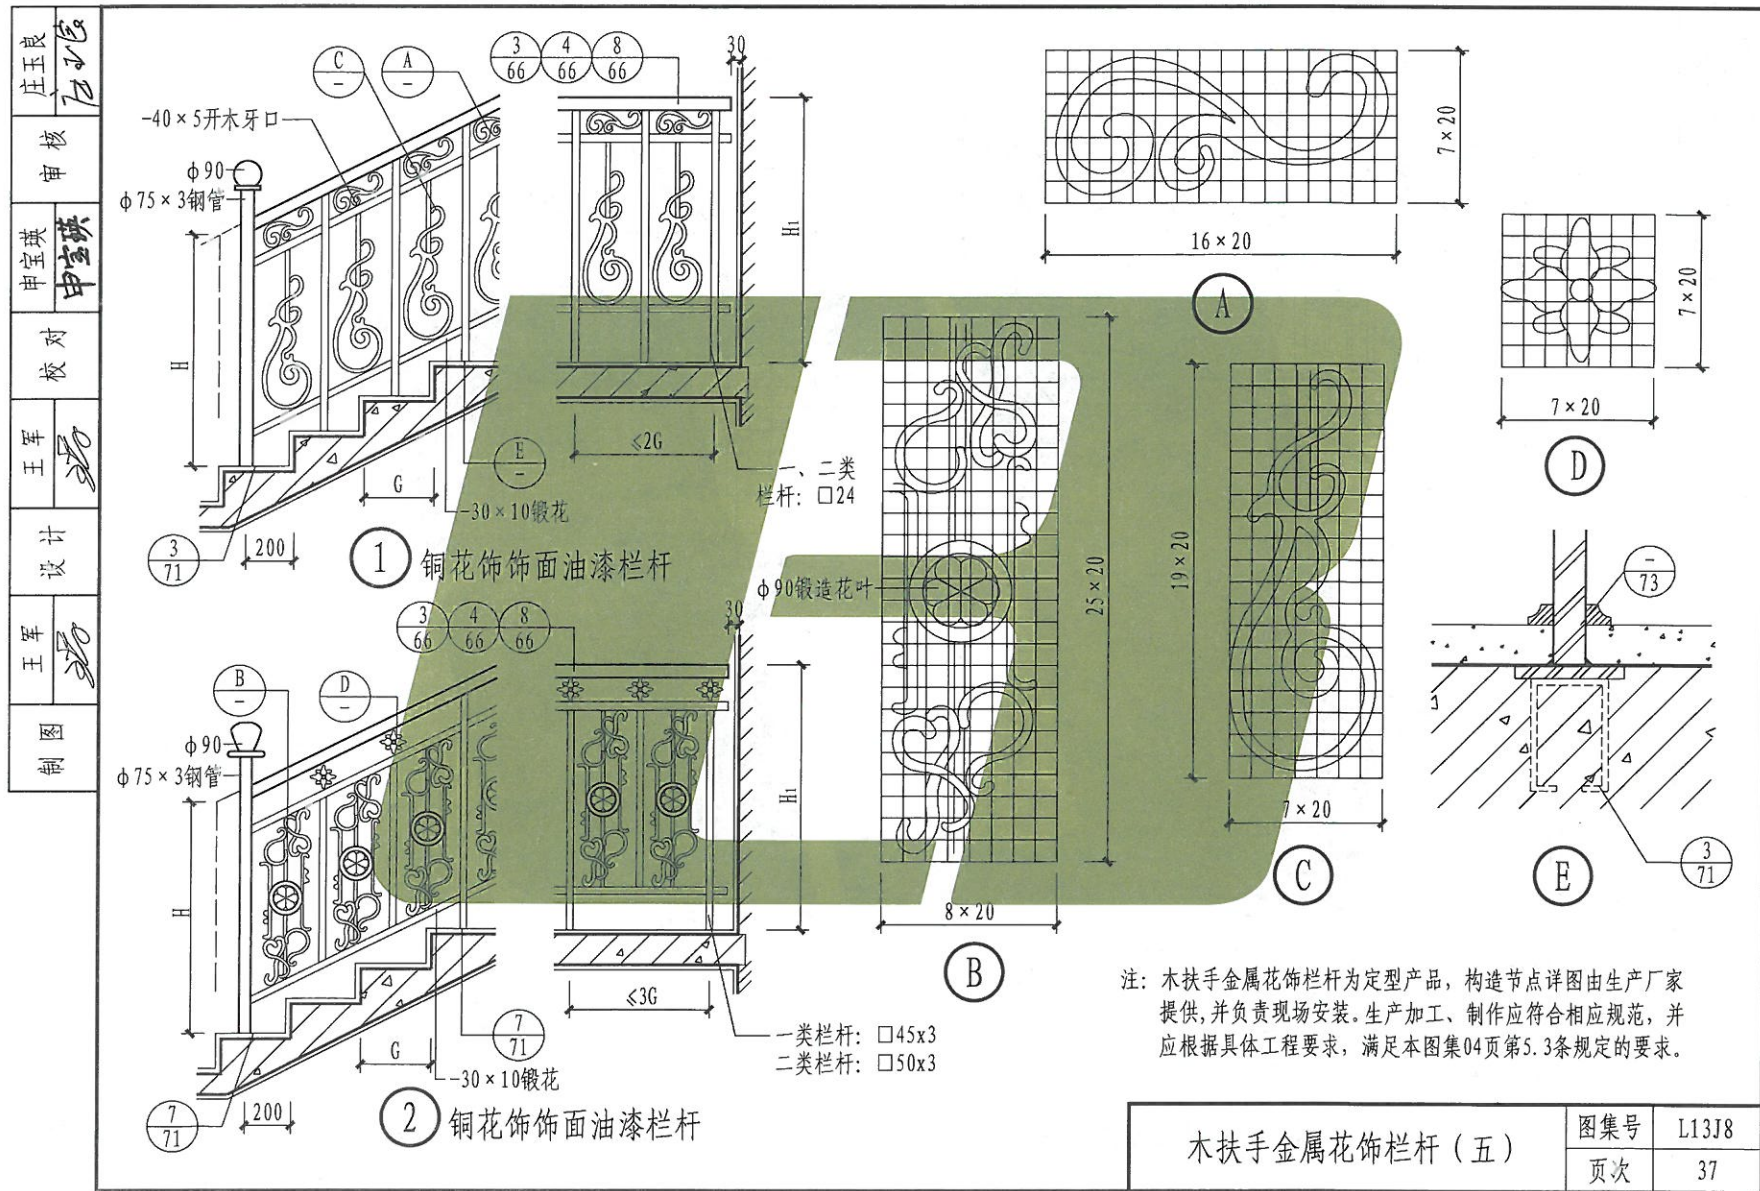 庄玉良
审核
申宝瑛
申宝瑛
校对
王军
设计
王军
制图
C
-
A
-
3
66
4
66
8
66
30
-40×5开木牙口
ф90
ф75×3钢管
H
H₁
≤2G
E
-
G
-30×10锻花
一、二类
栏杆: □24
3
71
200
1
铜花饰饰面油漆栏杆
3
66
4
66
8
66
30
B
-
D
-
ф90
ф75×3钢管
H
H₁
≤3G
7
71
G
-30×10锻花
一类栏杆: □45x3
二类栏杆: □50x3
7
71
200
2
铜花饰饰面油漆栏杆
7×20
16×20
A
7×20
7×20
D
ф90锻造花叶
25×20
8×20
B
19×20
7×20
C
-
73
3
71
E
注: 木扶手金属花饰栏杆为定型产品, 构造节点详图由生产厂家
提供,并负责现场安装。生产加工、制作应符合相应规范, 并
应根据具体工程要求, 满足本图集04页第5.3条规定的要求。
木扶手金属花饰栏杆（五）
图集号
L13J8
页次
37